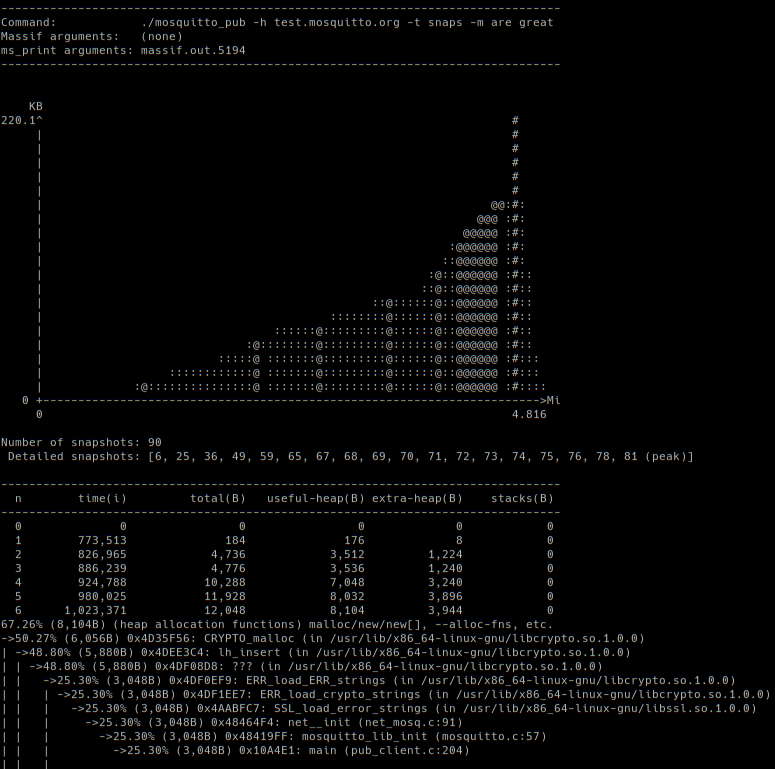 --------------------------------------------------------------------------------
Command:            ./mosquitto_pub -h test.mosquitto.org -t snaps -m are great
Massif arguments:   (none)
ms_print arguments: massif.out.5194
--------------------------------------------------------------------------------
    KB
220.1^                                                                   #
     |                                                                   #
     |                                                                   #
     |                                                                   #
     |                                                                   #
     |                                                                   #
     |                                                                @@:#:
     |                                                              @@@ :#:
     |                                                            @@@@@ :#:
     |                                                          :@@@@@@ :#:
     |                                                         ::@@@@@@ :#:
     |                                                       :@::@@@@@@ :#::
     |                                                      ::@::@@@@@@ :#::
     |                                               ::@::::::@::@@@@@@ :#::
     |                                         ::::::::@::::::@::@@@@@@ :#::
     |                                 ::::::@:::::::::@::::::@::@@@@@@ :#::
     |                             :@::::::::@:::::::::@::::::@::@@@@@@ :#::
     |                         :::::@ :::::::@:::::::::@::::::@::@@@@@@ :#:::
     |                  ::::::::::::@ :::::::@:::::::::@::::::@::@@@@@@ :#:::
     |             :@:::::::::::::::@ :::::::@:::::::::@::::::@::@@@@@@ :#::::
   0 +----------------------------------------------------------------------->Mi
     0                                                                   4.816
Number of snapshots: 90
 Detailed snapshots: [6, 25, 36, 49, 59, 65, 67, 68, 69, 70, 71, 72, 73, 74, 75, 76, 78, 81 (peak)]
--------------------------------------------------------------------------------
  n        time(i)         total(B)   useful-heap(B) extra-heap(B)    stacks(B)
--------------------------------------------------------------------------------
  0              0                0                0             0            0
  1        773,513              184              176             8            0
  2        826,965            4,736            3,512         1,224            0
  3        886,239            4,776            3,536         1,240            0
  4        924,788           10,288            7,048         3,240            0
  5        980,025           11,928            8,032         3,896            0
  6      1,023,371           12,048            8,104         3,944            0
67.26% (8,104B) (heap allocation functions) malloc/new/new[], --alloc-fns, etc.
->50.27% (6,056B) 0x4D35F56: CRYPTO_malloc (in /usr/lib/x86_64-linux-gnu/libcrypto.so.1.0.0)
| ->48.80% (5,880B) 0x4DEE3C4: lh_insert (in /usr/lib/x86_64-linux-gnu/libcrypto.so.1.0.0)
| | ->48.80% (5,880B) 0x4DF08D8: ??? (in /usr/lib/x86_64-linux-gnu/libcrypto.so.1.0.0)
| |   ->25.30% (3,048B) 0x4DF0EF9: ERR_load_ERR_strings (in /usr/lib/x86_64-linux-gnu/libcrypto.so.1.0.0)
| |   | ->25.30% (3,048B) 0x4DF1EE7: ERR_load_crypto_strings (in /usr/lib/x86_64-linux-gnu/libcrypto.so.1.0.0)
| |   |   ->25.30% (3,048B) 0x4AABFC7: SSL_load_error_strings (in /usr/lib/x86_64-linux-gnu/libssl.so.1.0.0)
| |   |     ->25.30% (3,048B) 0x48464F4: net__init (net_mosq.c:91)
| |   |       ->25.30% (3,048B) 0x48419FF: mosquitto_lib_init (mosquitto.c:57)
| |   |         ->25.30% (3,048B) 0x10A4E1: main (pub_client.c:204)
| |   |